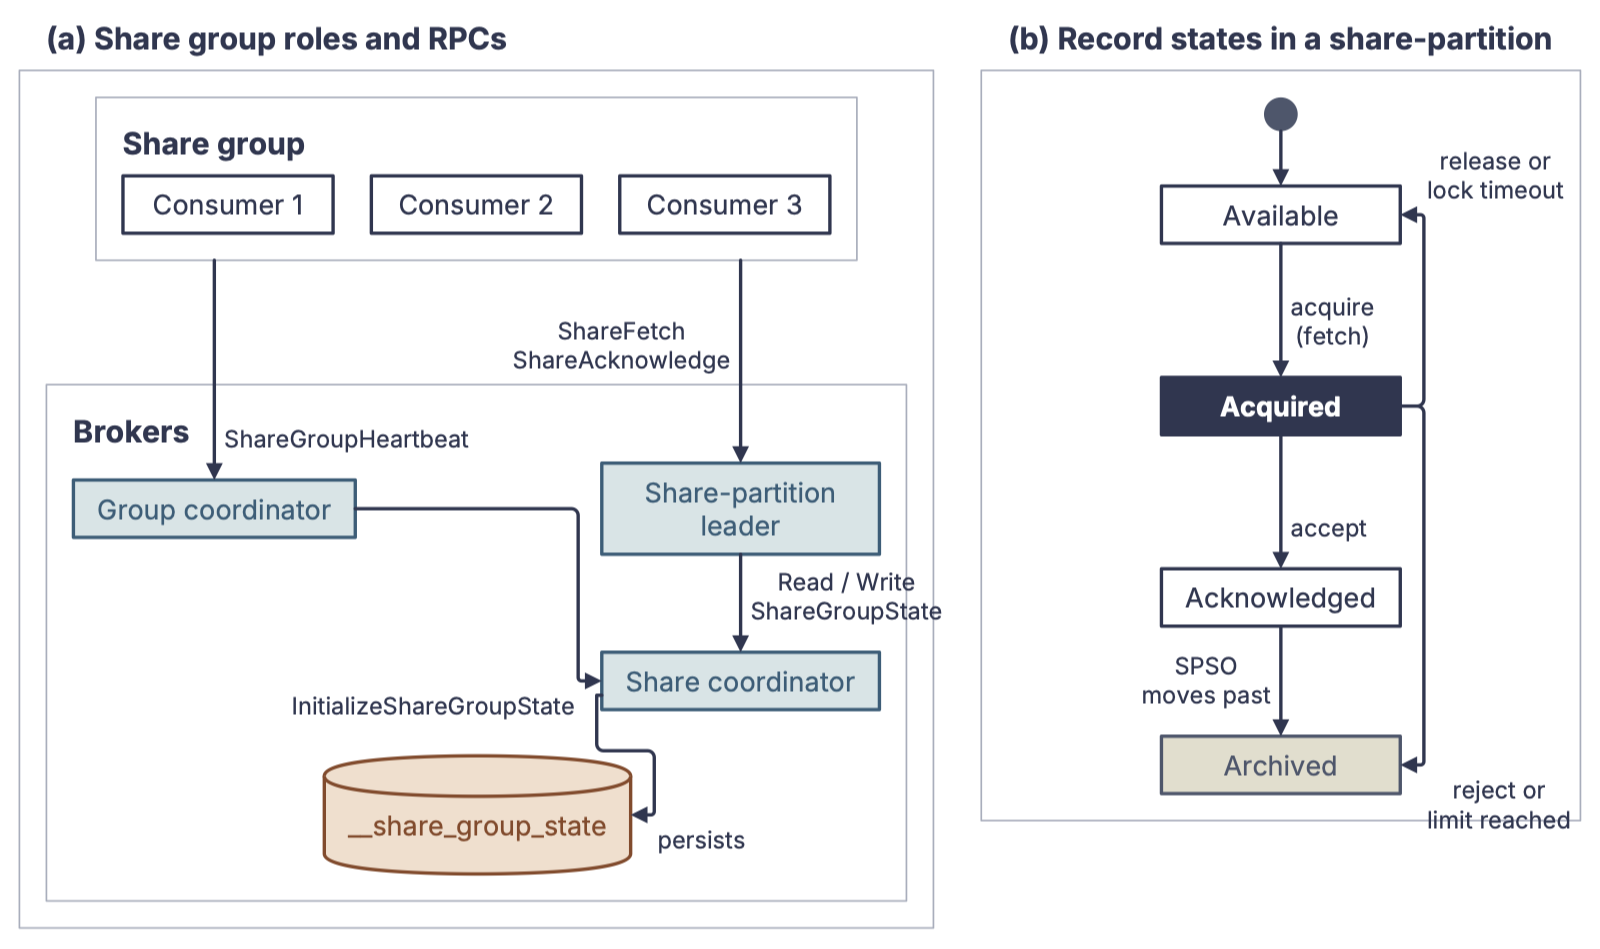 (a) Share group roles and RPCs
Share group
Consumer 1
Consumer 2
Consumer 3
ShareFetch
ShareAcknowledge
Brokers
ShareGroupHeartbeat
Group coordinator
Share-partition
leader
Read / Write
ShareGroupState
Share coordinator
InitializeShareGroupState
__share_group_state
persists
(b) Record states in a share-partition
release or
lock timeout
Available
acquire
(fetch)
Acquired
accept
Acknowledged
SPSO
moves past
Archived
reject or
limit reached